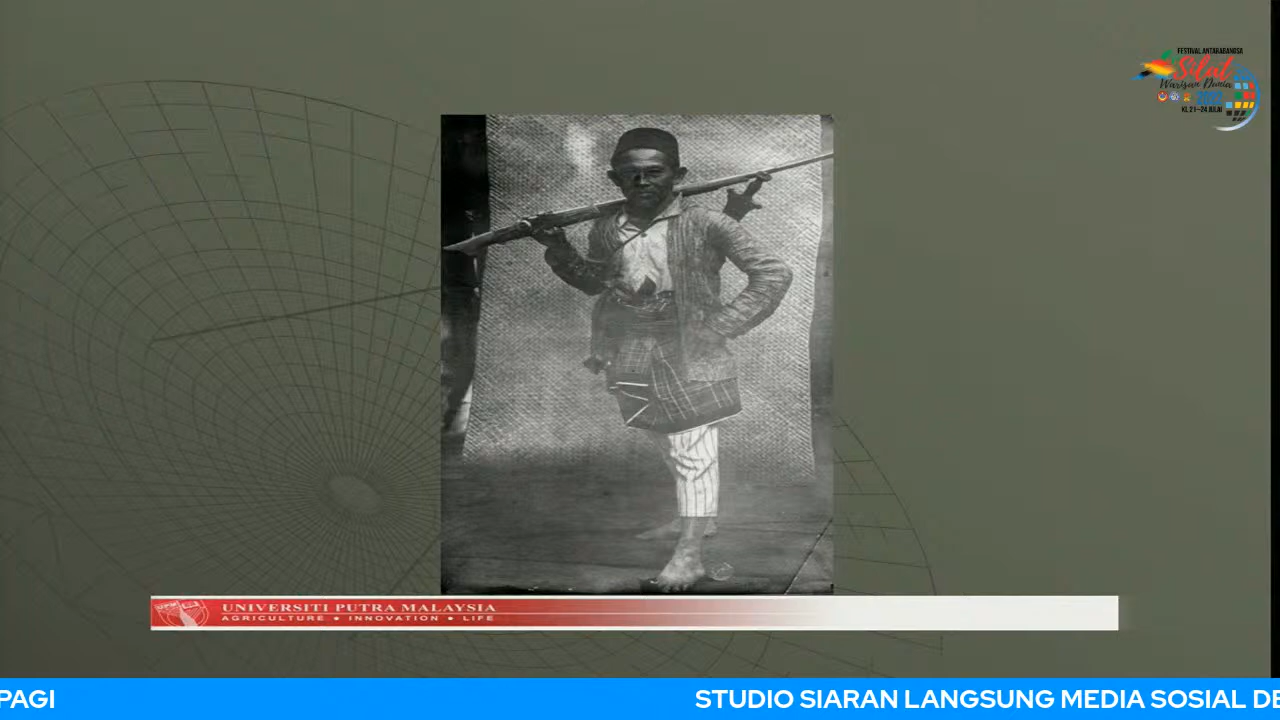 FESTIVAL ANTARABANGSA
Silat
Warisan Dunia
KL 21-24 JULAI
UNIVERSITI PUTRA MALAYSIA
AGRICULTURE • INNOVATION • LIFE
PAGI
STUDIO SIARAN LANGSUNG MEDIA SOSIAL DE